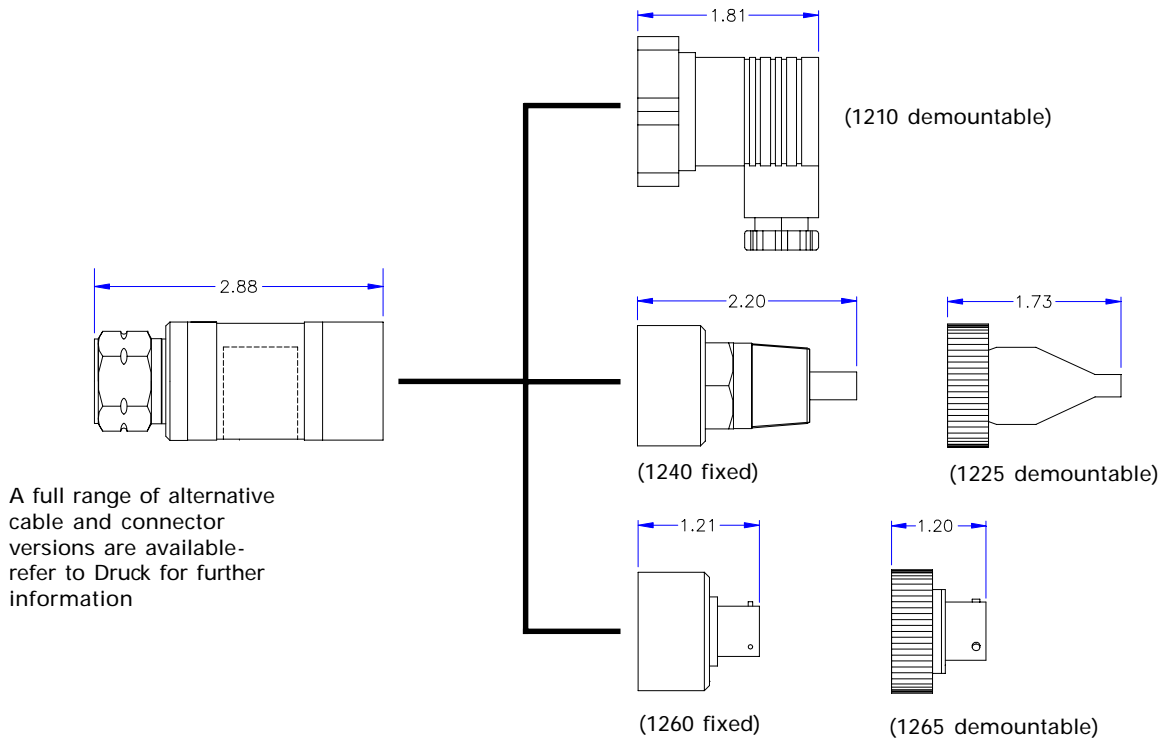 1.81
(1210 demountable)
2.88
2.20
1.73
(1240 fixed)
(1225 demountable)
A full range of alternative
cable and connector
versions are available-
refer to Druck for further
information
1.21
1.20
(1260 fixed)
(1265 demountable)